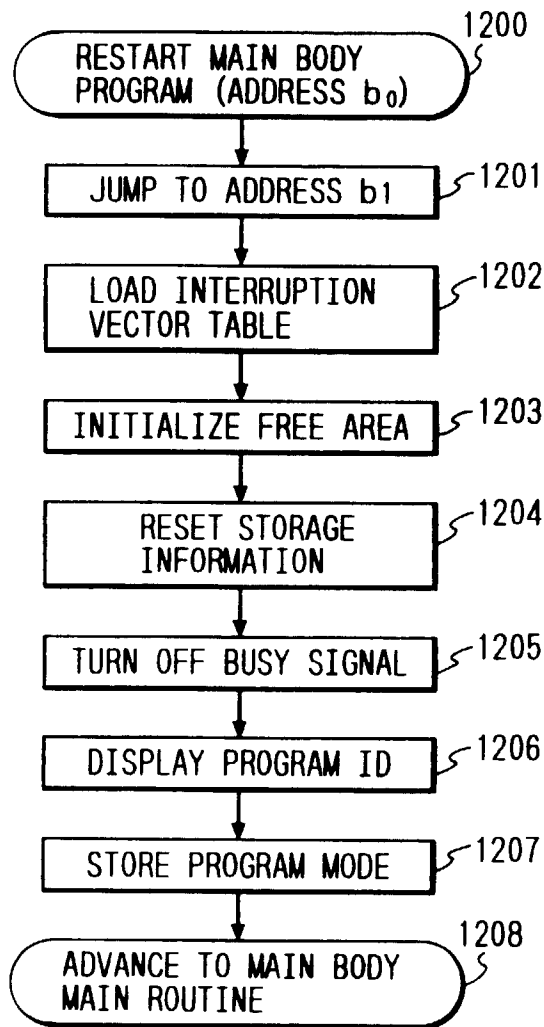 1200
RESTART MAIN BODY
PROGRAM (ADDRESS b0)
1201
JUMP TO ADDRESS b1
1202
LOAD INTERRUPTION
VECTOR TABLE
1203
INITIALIZE FREE AREA
1204
RESET STORAGE
INFORMATION
1205
TURN OFF BUSY SIGNAL
1206
DISPLAY PROGRAM ID
1207
STORE PROGRAM MODE
1208
ADVANCE TO MAIN BODY
MAIN ROUTINE